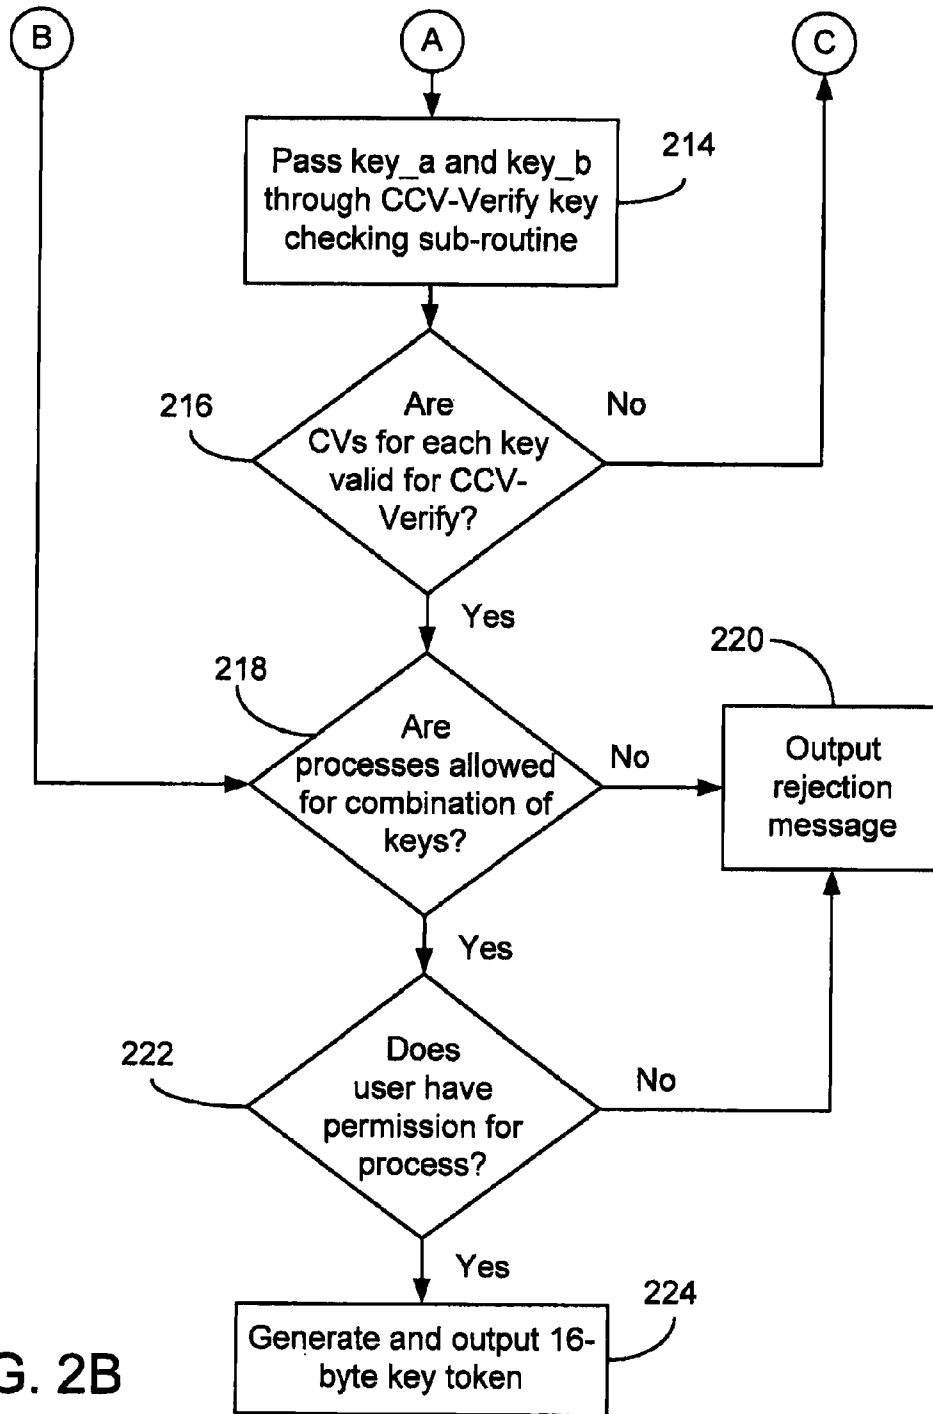 B
A
C
Pass key_a and key_b
through CCV-Verify key
checking sub-routine
214
216
Are
CVs for each key
valid for CCV-
Verify?
No
Yes
218
220
Are
processes allowed
for combination of
keys?
No
Output
rejection
message
Yes
222
Does
user have
permission for
process?
No
Yes
224
Generate and output 16-
byte key token
G. 2B